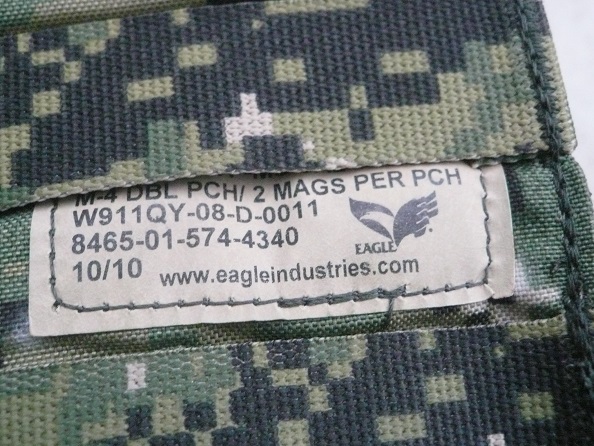 M-4 DBL PCH/ 2 MAGS PER PCH
W911QY-08-D-0011
8465-01-574-4340
EAGLE
10/10 www.eagleindustries.com